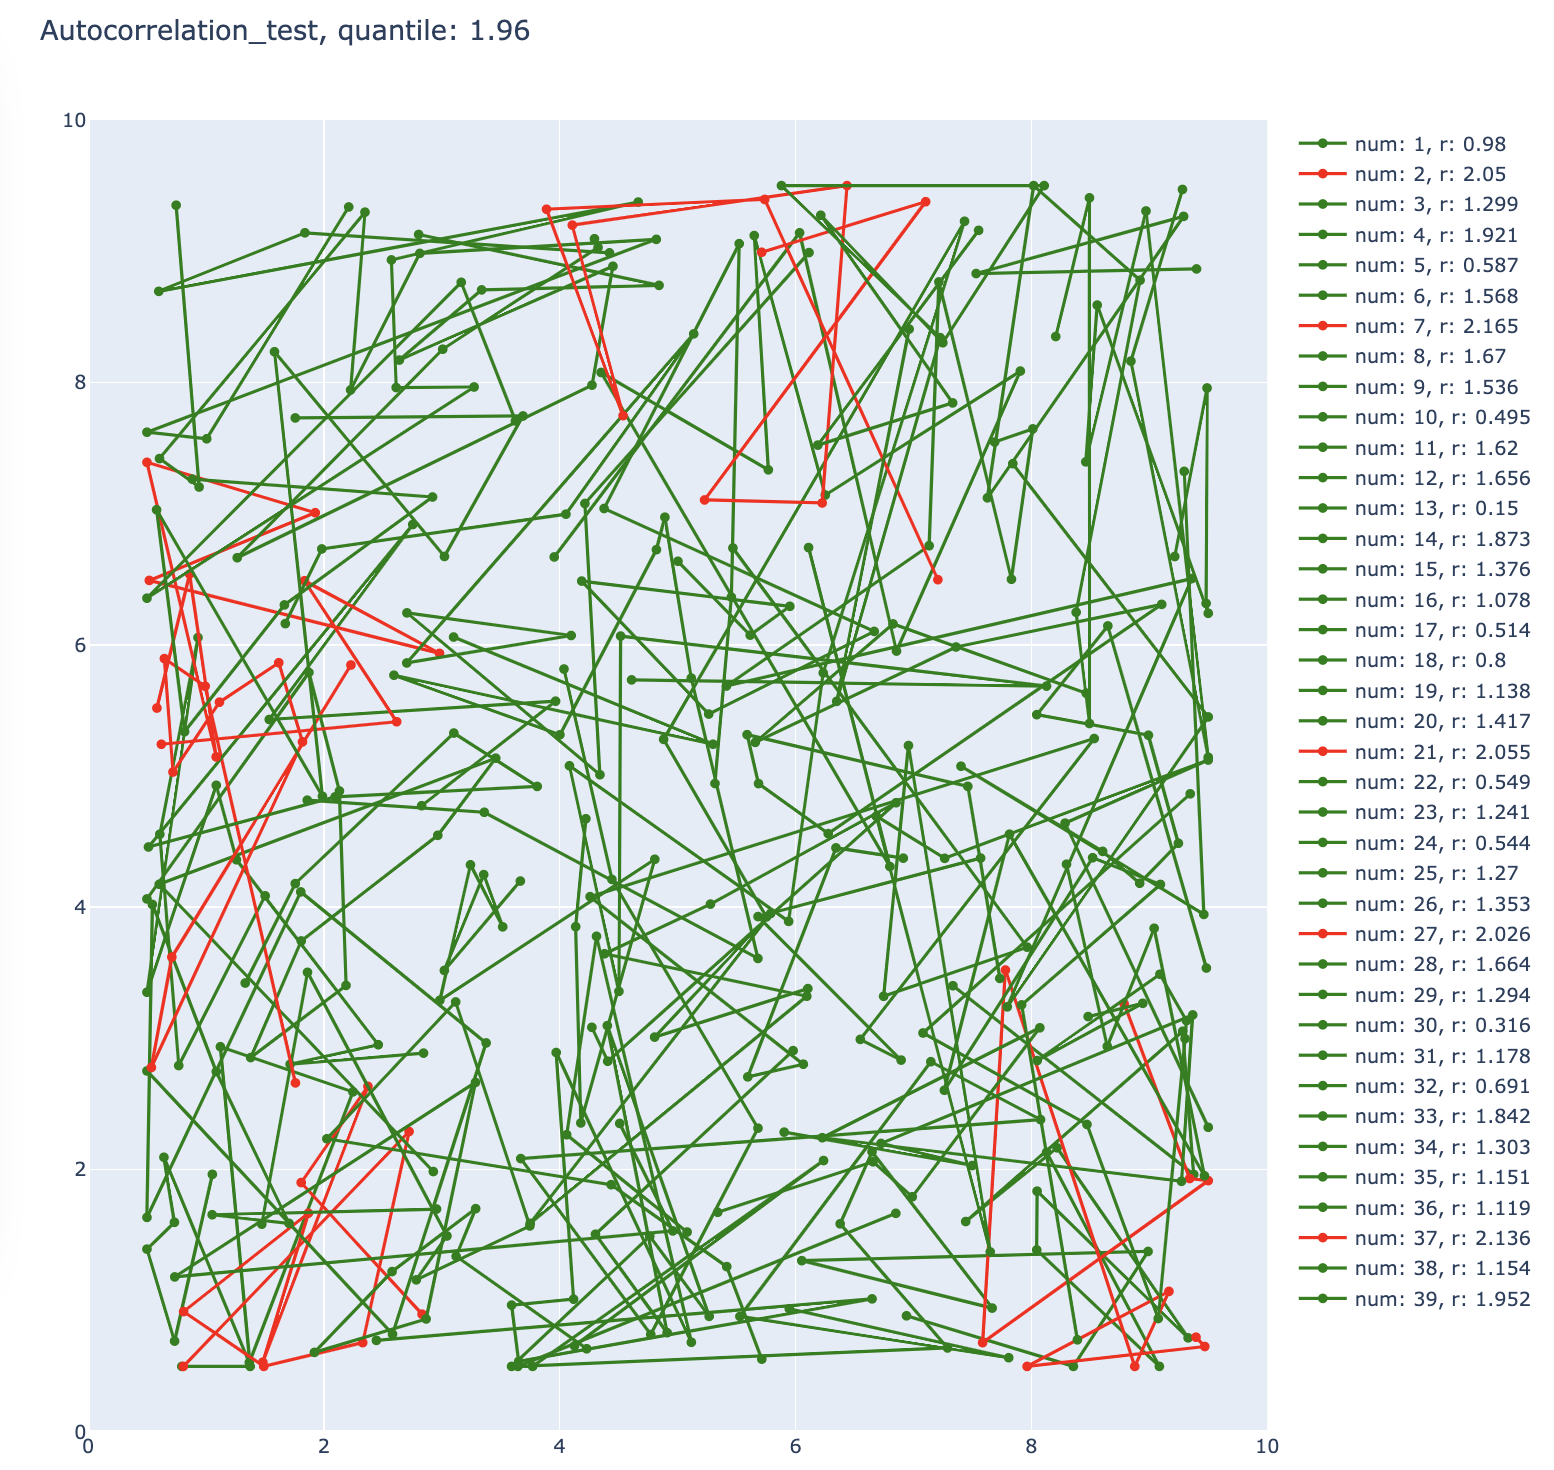 Autocorrelation_test, quantile: 1.96
10
8
6
4
2
0
0 2 4 6 8 10
num: 1, r: 0.98
num: 2, r: 2.05
num: 3, r: 1.299
num: 4, r: 1.921
num: 5, r: 0.587
num: 6, r: 1.568
num: 7, r: 2.165
num: 8, r: 1.67
num: 9, r: 1.536
num: 10, r: 0.495
num: 11, r: 1.62
num: 12, r: 1.656
num: 13, r: 0.15
num: 14, r: 1.873
num: 15, r: 1.376
num: 16, r: 1.078
num: 17, r: 0.514
num: 18, r: 0.8
num: 19, r: 1.138
num: 20, r: 1.417
num: 21, r: 2.055
num: 22, r: 0.549
num: 23, r: 1.241
num: 24, r: 0.544
num: 25, r: 1.27
num: 26, r: 1.353
num: 27, r: 2.026
num: 28, r: 1.664
num: 29, r: 1.294
num: 30, r: 0.316
num: 31, r: 1.178
num: 32, r: 0.691
num: 33, r: 1.842
num: 34, r: 1.303
num: 35, r: 1.151
num: 36, r: 1.119
num: 37, r: 2.136
num: 38, r: 1.154
num: 39, r: 1.952